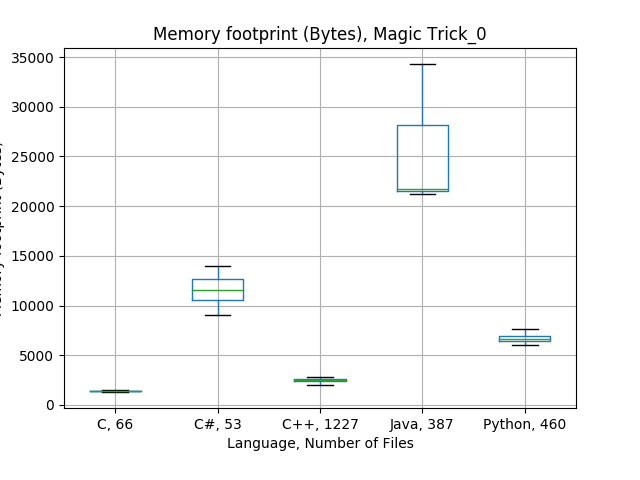 Memory footprint (Bytes), Magic Trick_0
35000
30000
25000
20000
15000
10000
5000
0
C, 66
C#, 53
C++, 1227
Java, 387
Python, 460
Language, Number of Files